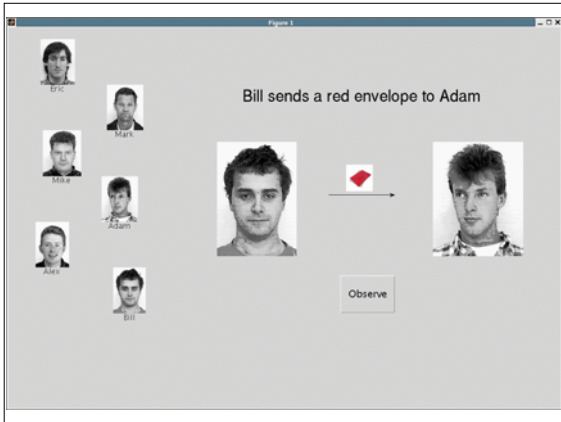 Figure 1
Eric
Mark
Bill sends a red envelope to Adam
Mike
Adam
Alex
Observe
Bill